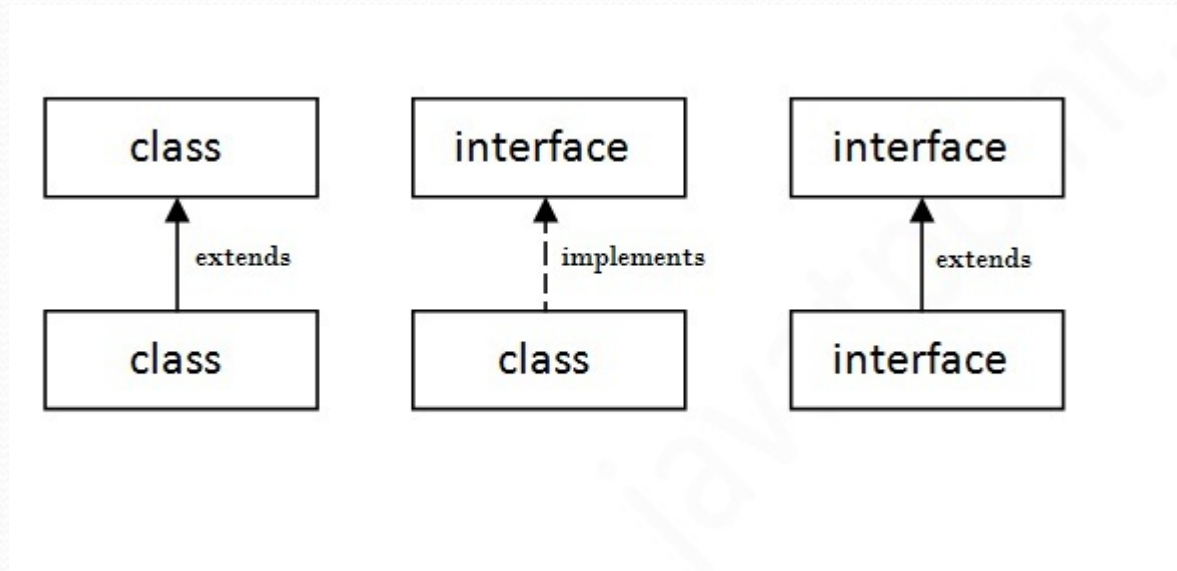 class
interface
interface
extends
implements
extends
class
class
interface